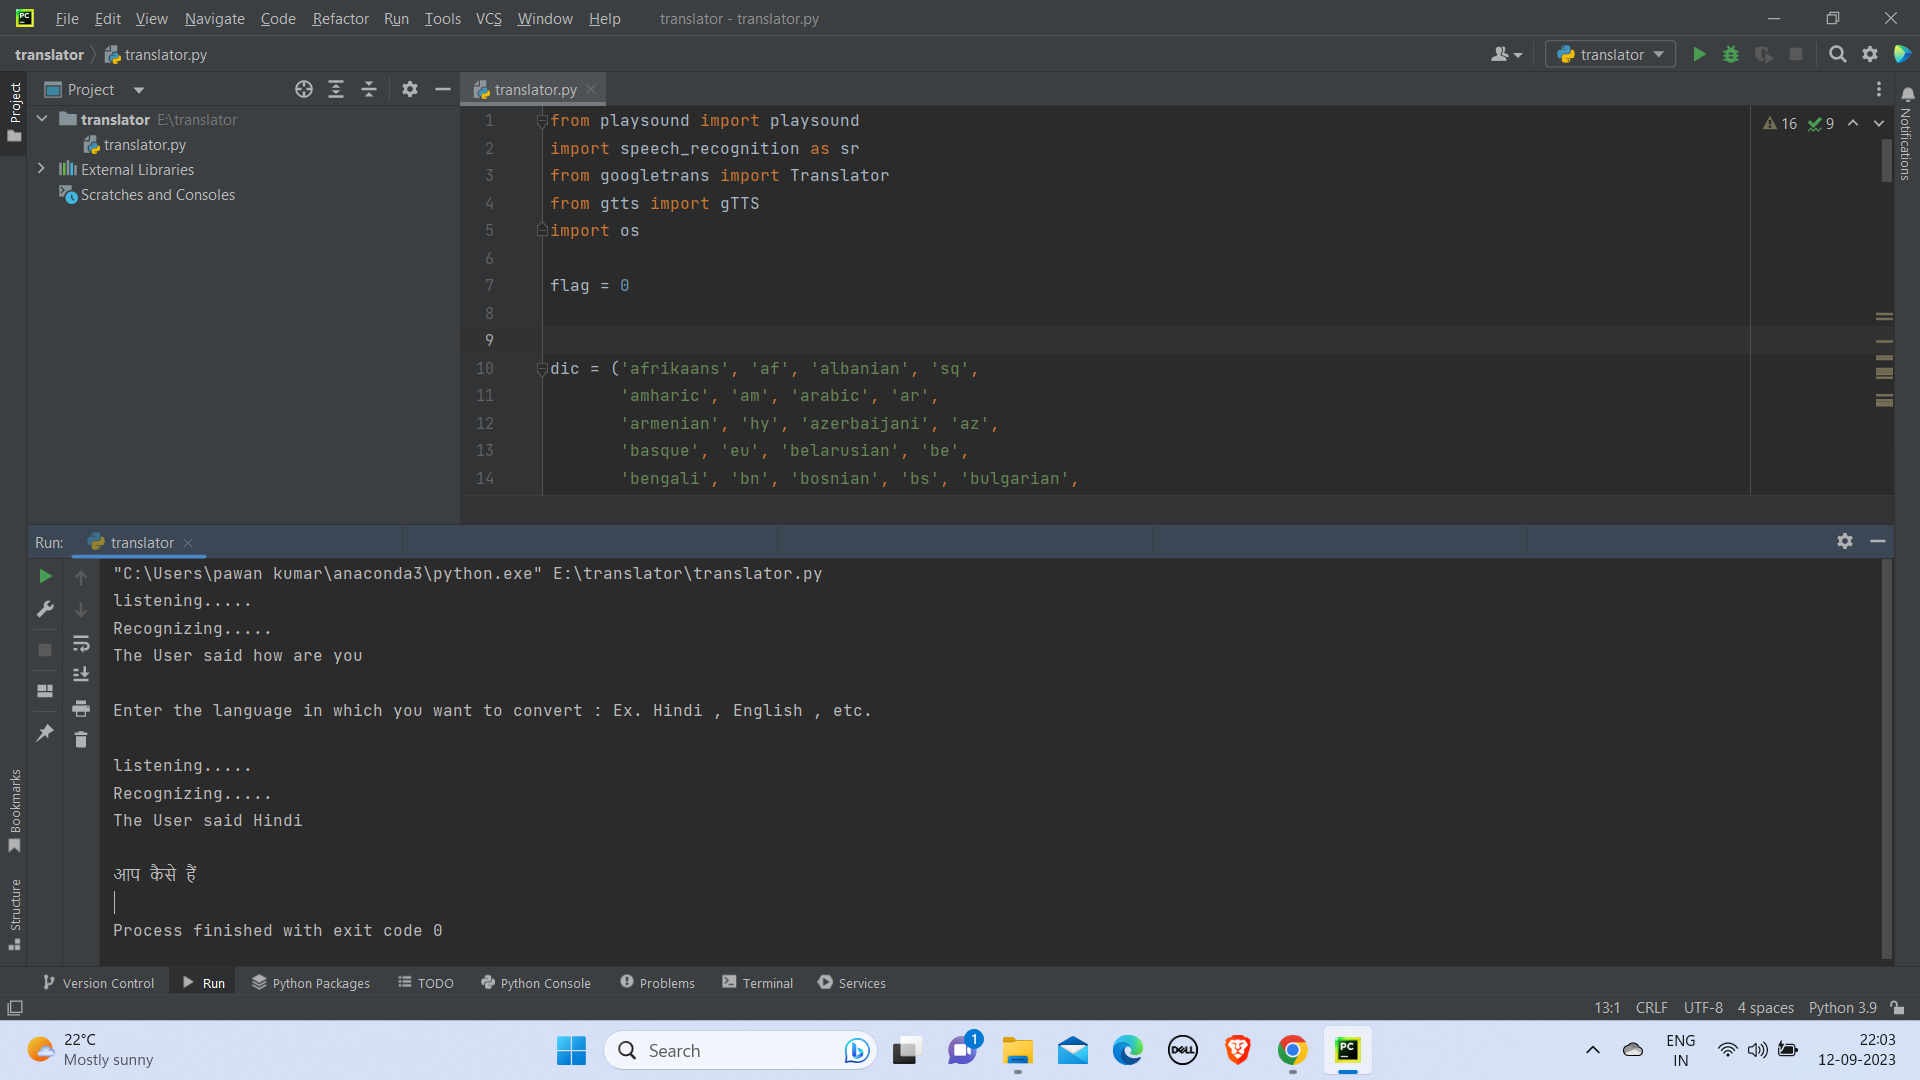 File Edit View Navigate Code Refactor Run Tools VCS Window Help translator - translator.py
translator translator.py translator
Project translator.py
translator E:\translator
translator.py
External Libraries
Scratches and Consoles
Project
Notifications
16 9
1 from playsound import playsound
2 import speech_recognition as sr
3 from googletrans import Translator
4 from gtts import gTTS
5 import os
6
7 flag = 0
8
9
10 dic = ('afrikaans', 'af', 'albanian', 'sq',
11 'amharic', 'am', 'arabic', 'ar',
12 'armenian', 'hy', 'azerbaijani', 'az',
13 'basque', 'eu', 'belarusian', 'be',
14 'bengali', 'bn', 'bosnian', 'bs', 'bulgarian',
Run: translator
"C:\Users\pawan kumar\anaconda3\python.exe" E:\translator\translator.py
listening.....
Recognizing.....
The User said how are you
Enter the language in which you want to convert : Ex. Hindi , English , etc.
listening.....
Recognizing.....
The User said Hindi
आप कैसे हैं
Process finished with exit code 0
Bookmarks
Structure
Version Control Run Python Packages TODO Python Console Problems Terminal Services
13:1 CRLF UTF-8 4 spaces Python 3.9
22°C
Mostly sunny
Search
1
DELL
PC
ENG
IN
22:03
12-09-2023